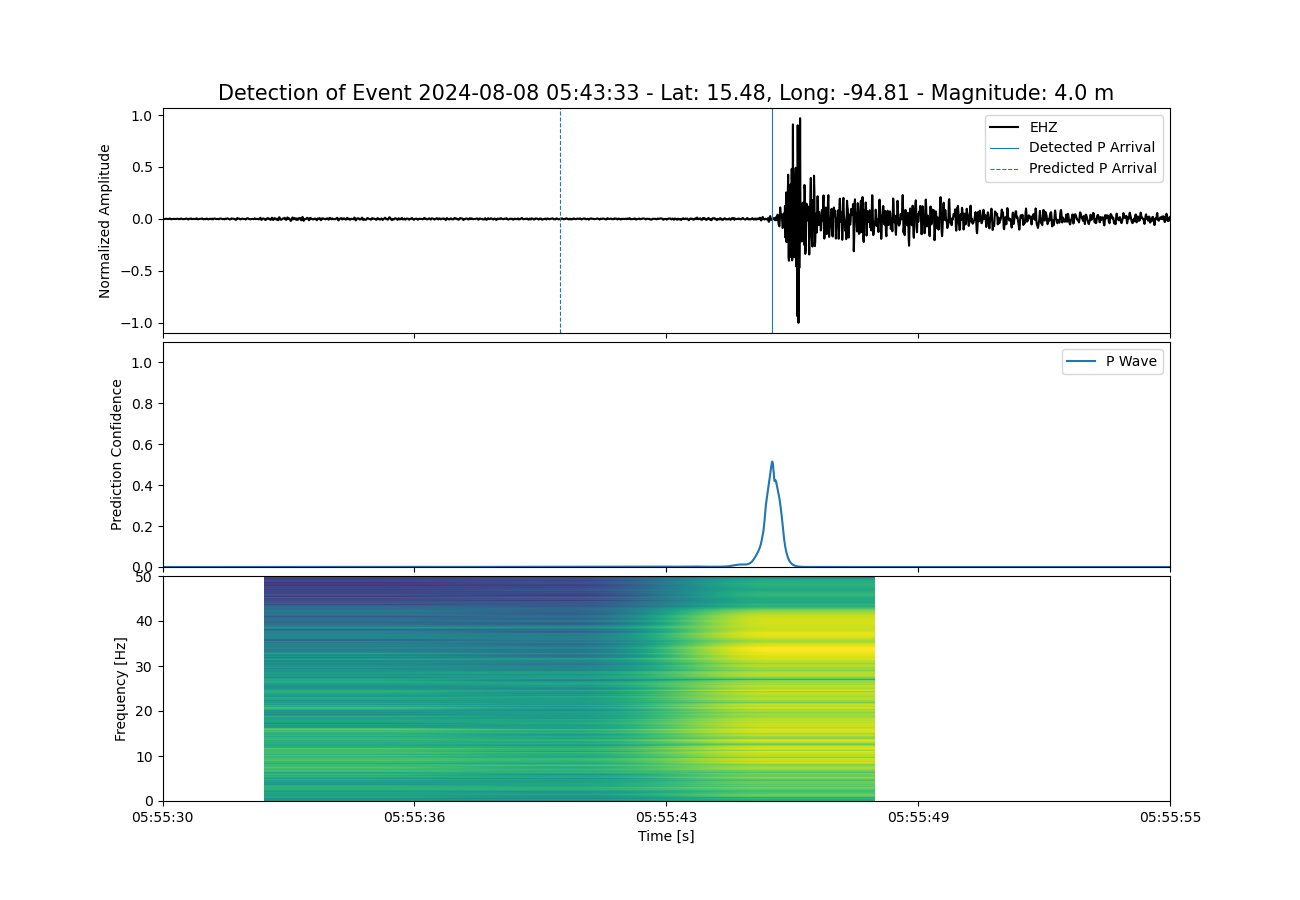 Detection of Event 2024-08-08 05:43:33 - Lat: 15.48, Long: -94.81 - Magnitude: 4.0 m
1.0
0.5
0.0
−0.5
−1.0
Normalized Amplitude
EHZ
Detected P Arrival
Predicted P Arrival
1.0
0.8
0.6
0.4
0.2
0.0
Prediction Confidence
P Wave
50
40
30
20
10
0
Frequency [Hz]
05:55:30
05:55:36
05:55:43
05:55:49
05:55:55
Time [s]